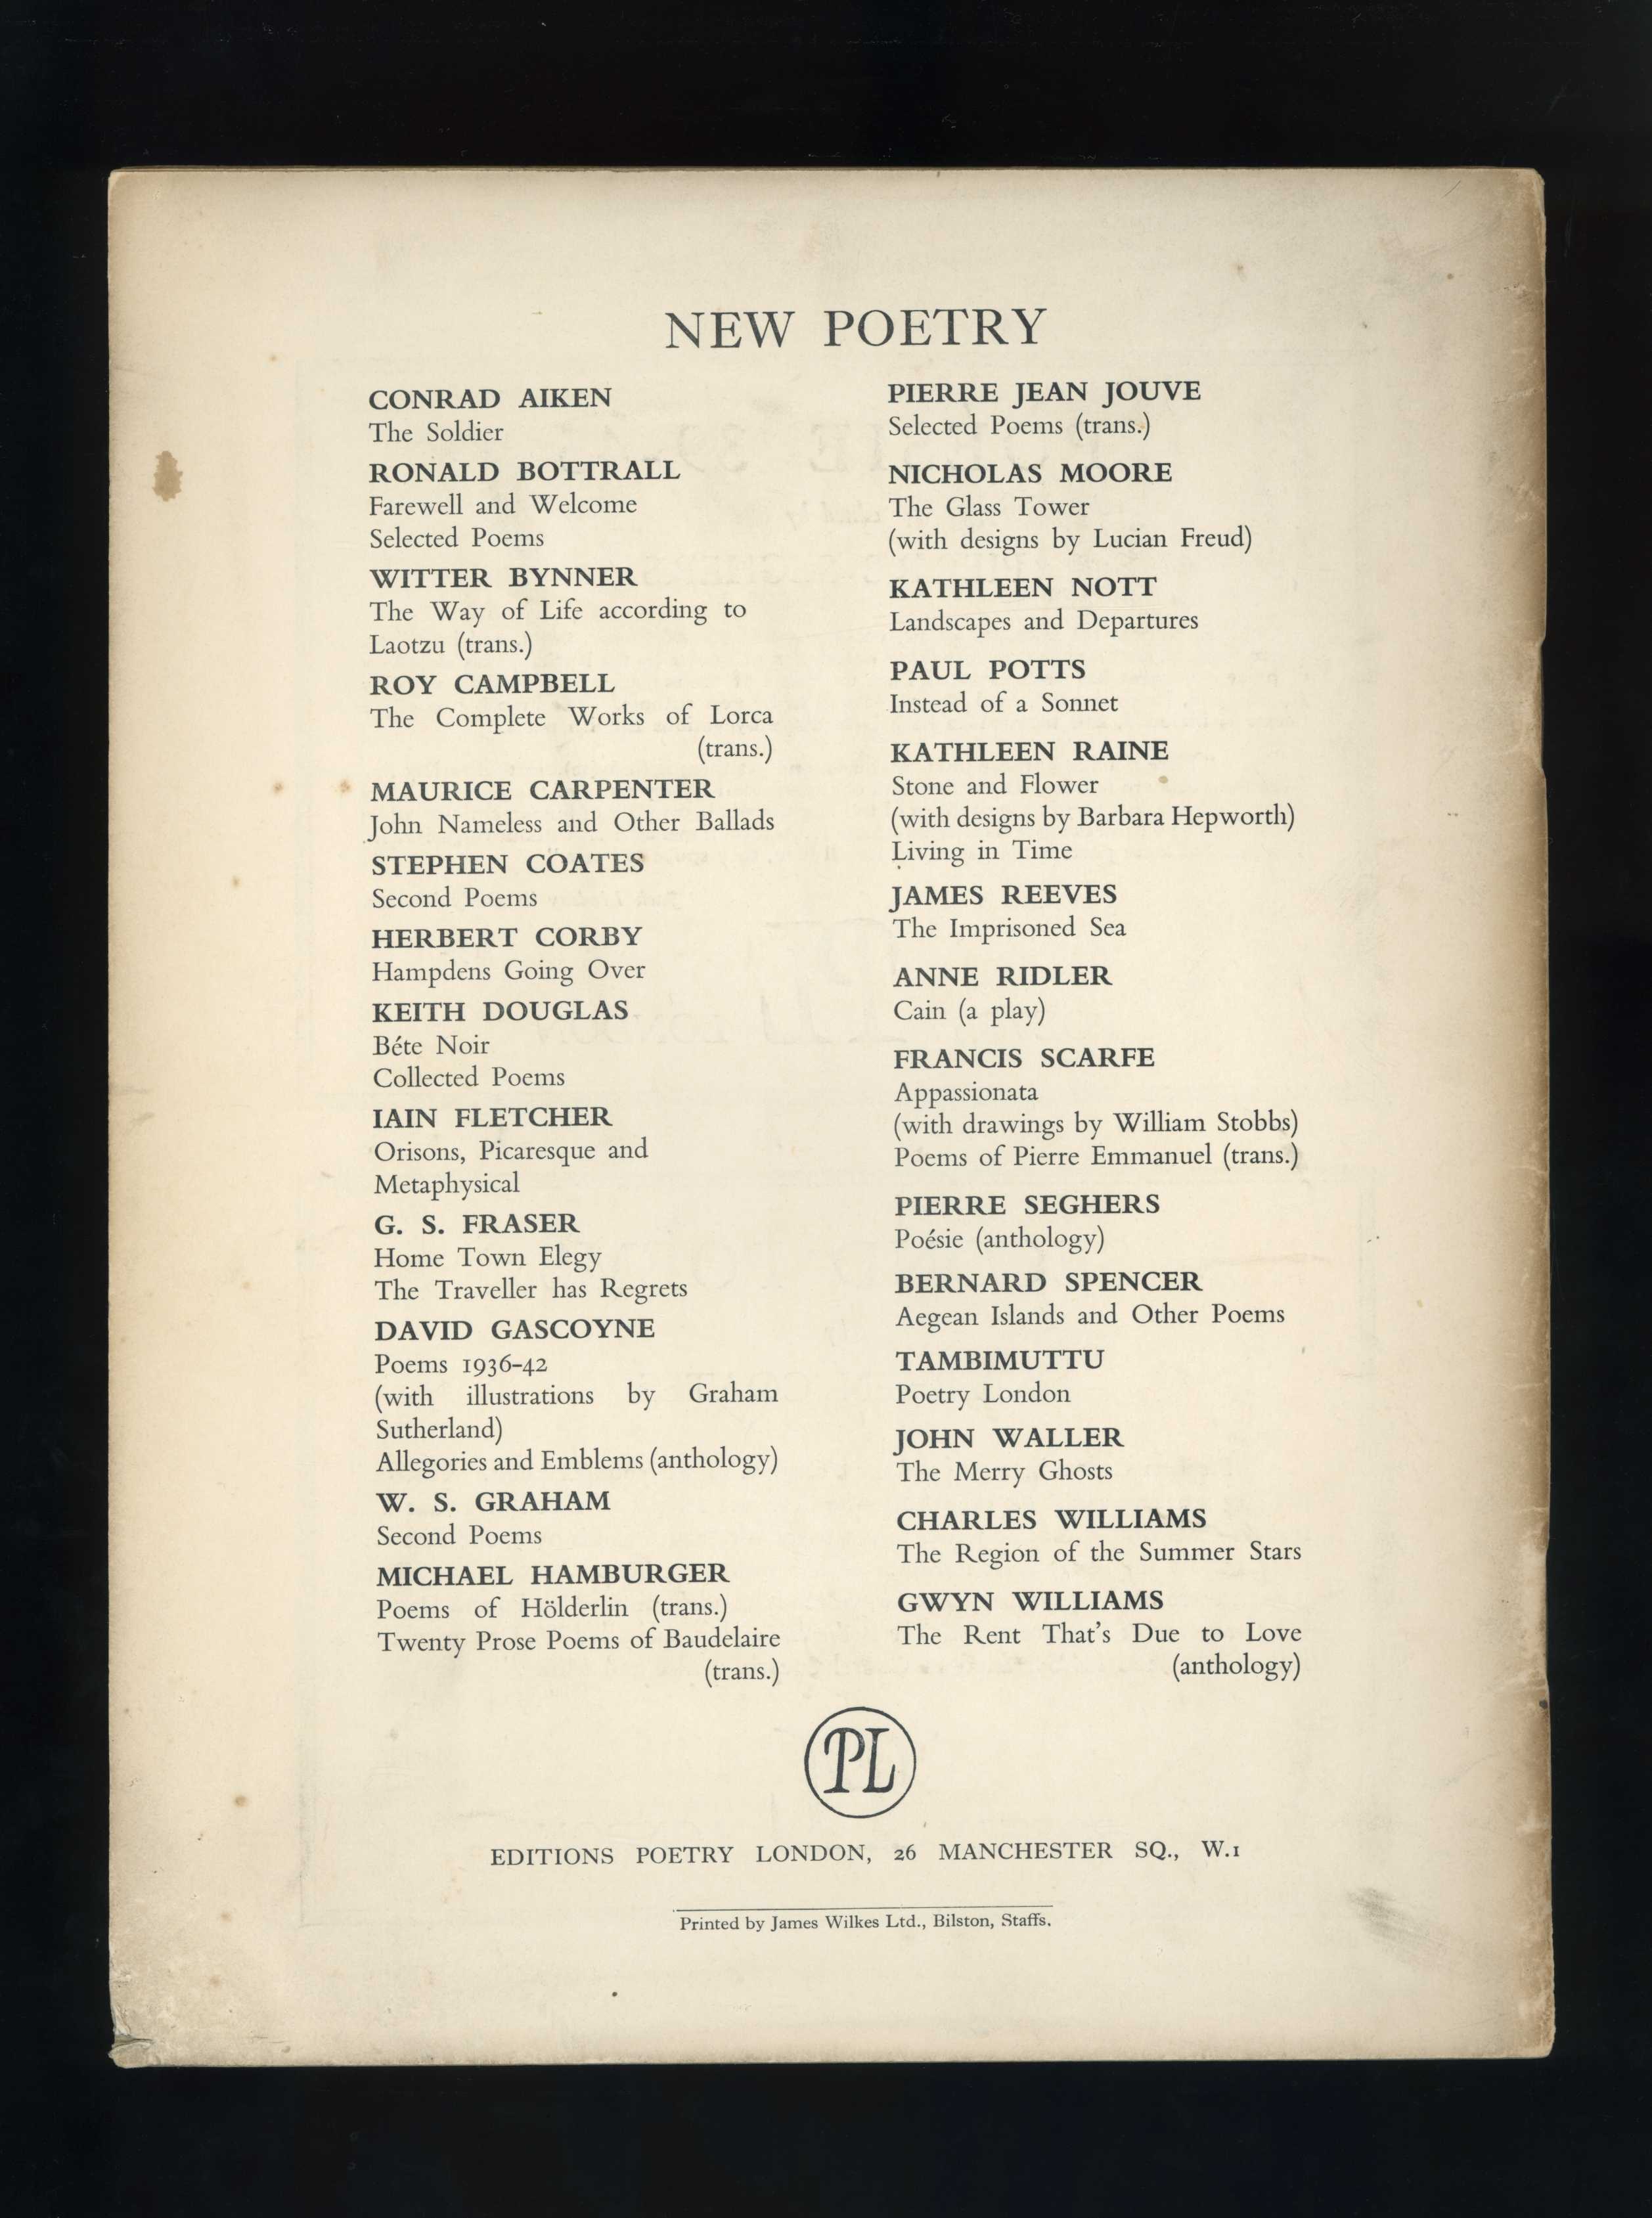 NEW POETRY
CONRAD AIKEN
The Soldier
RONALD BOTTRALL
Farewell and Welcome
Selected Poems
WITTER BYNNER
The Way of Life according to
Laotzu (trans.)
ROY CAMPBELL
The Complete Works of Lorca
(trans.)
MAURICE CARPENTER
John Nameless and Other Ballads
STEPHEN COATES
Second Poems
HERBERT CORBY
Hampdens Going Over
KEITH DOUGLAS
Béte Noir
Collected Poems
IAIN FLETCHER
Orisons, Picaresque and
Metaphysical
G. S. FRASER
Home Town Elegy
The Traveller has Regrets
DAVID GASCOYNE
Poems 1936–42
(with illustrations by Graham
Sutherland)
Allegories and Emblems (anthology)
W. S. GRAHAM
Second Poems
MICHAEL HAMBURGER
Poems of Hölderlin (trans.)
Twenty Prose Poems of Baudelaire
(trans.)
PIERRE JEAN JOUVE
Selected Poems (trans.)
NICHOLAS MOORE
The Glass Tower
(with designs by Lucian Freud)
KATHLEEN NOTT
Landscapes and Departures
PAUL POTTS
Instead of a Sonnet
KATHLEEN RAINE
Stone and Flower
(with designs by Barbara Hepworth)
Living in Time
JAMES REEVES
The Imprisoned Sea
ANNE RIDLER
Cain (a play)
FRANCIS SCARFE
Appassionata
(with drawings by William Stobbs)
Poems of Pierre Emmanuel (trans.)
PIERRE SEGHERS
Poésie (anthology)
BERNARD SPENCER
Aegean Islands and Other Poems
TAMBIMUTTU
Poetry London
JOHN WALLER
The Merry Ghosts
CHARLES WILLIAMS
The Region of the Summer Stars
GWYN WILLIAMS
The Rent That's Due to Love
(anthology)
PL
EDITIONS POETRY LONDON, 26 MANCHESTER SQ., W.1
Printed by James Wilkes Ltd., Bilston, Staffs.